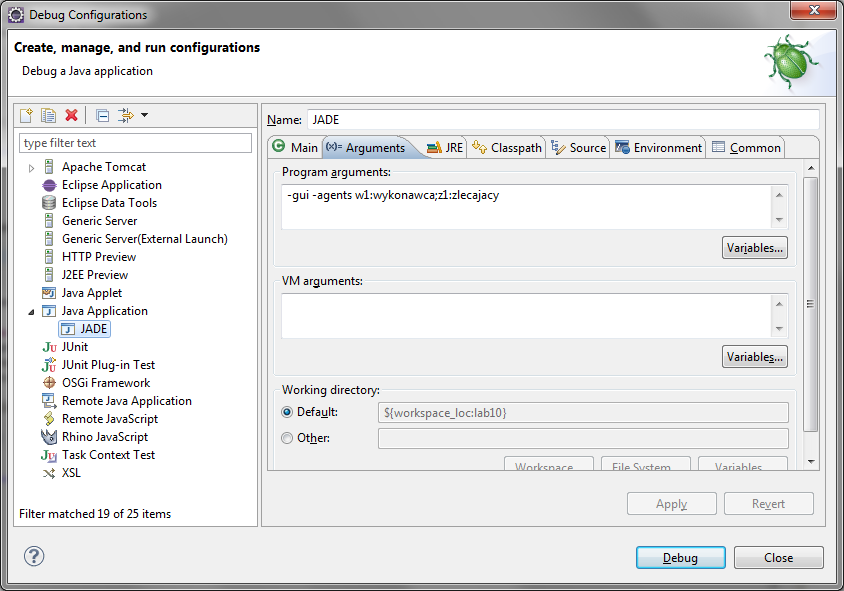 Debug Configurations
Create, manage, and run configurations
Debug a Java application
type filter text
Apache Tomcat
Eclipse Application
Eclipse Data Tools
Generic Server
Generic Server(External Launch)
HTTP Preview
J2EE Preview
Java Applet
Java Application
JADE
JUnit
JUnit Plug-in Test
OSGi Framework
Remote Java Application
Remote JavaScript
Rhino JavaScript
Task Context Test
XSL
Filter matched 19 of 25 items
Name: JADE
Main (x)= Arguments JRE Classpath Source Environment Common
Program arguments:
-gui -agents w1:wykonawca;z1:zlecajacy
Variables...
VM arguments:
Variables...
Working directory:
Default: ${workspace_loc:lab10}
Other:
Workspace... File System... Variables...
Apply Revert
Debug Close